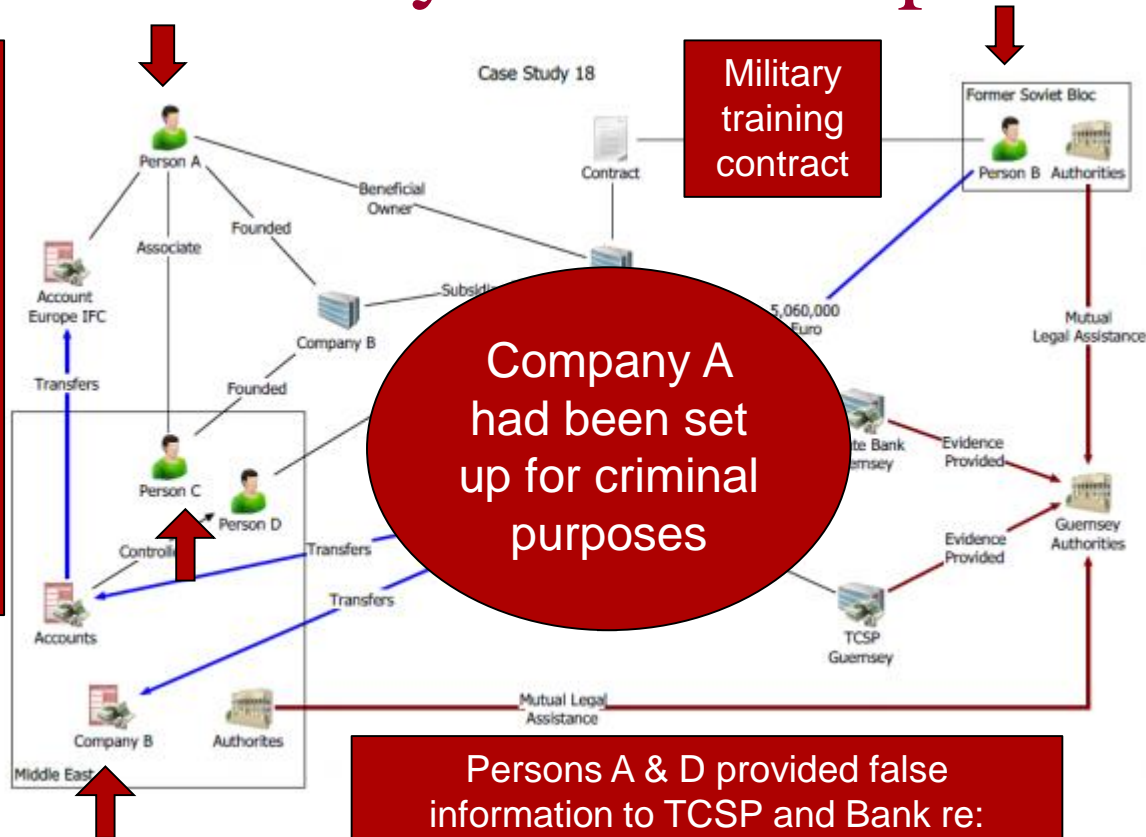 Case Study 18
Military
training
contract
Former Soviet Bloc
Person A
Contract
Person B
Authorities
Beneficial
Owner
Founded
Associate
Account
Europe IFC
Company B
5,060,000
Euro
Mutual
Legal Assistance
Transfers
Founded
Company A
had been set
up for criminal
purposes
Bank
Evidence
Provided
Person C
Person D
Guernsey
Authorities
Transfers
Evidence
Provided
Transfers
Accounts
TCSP
Guernsey
Mutual Legal
Assistance
Company B
Authorites
Middle East
Persons A & D provided false
information to TCSP and Bank re: